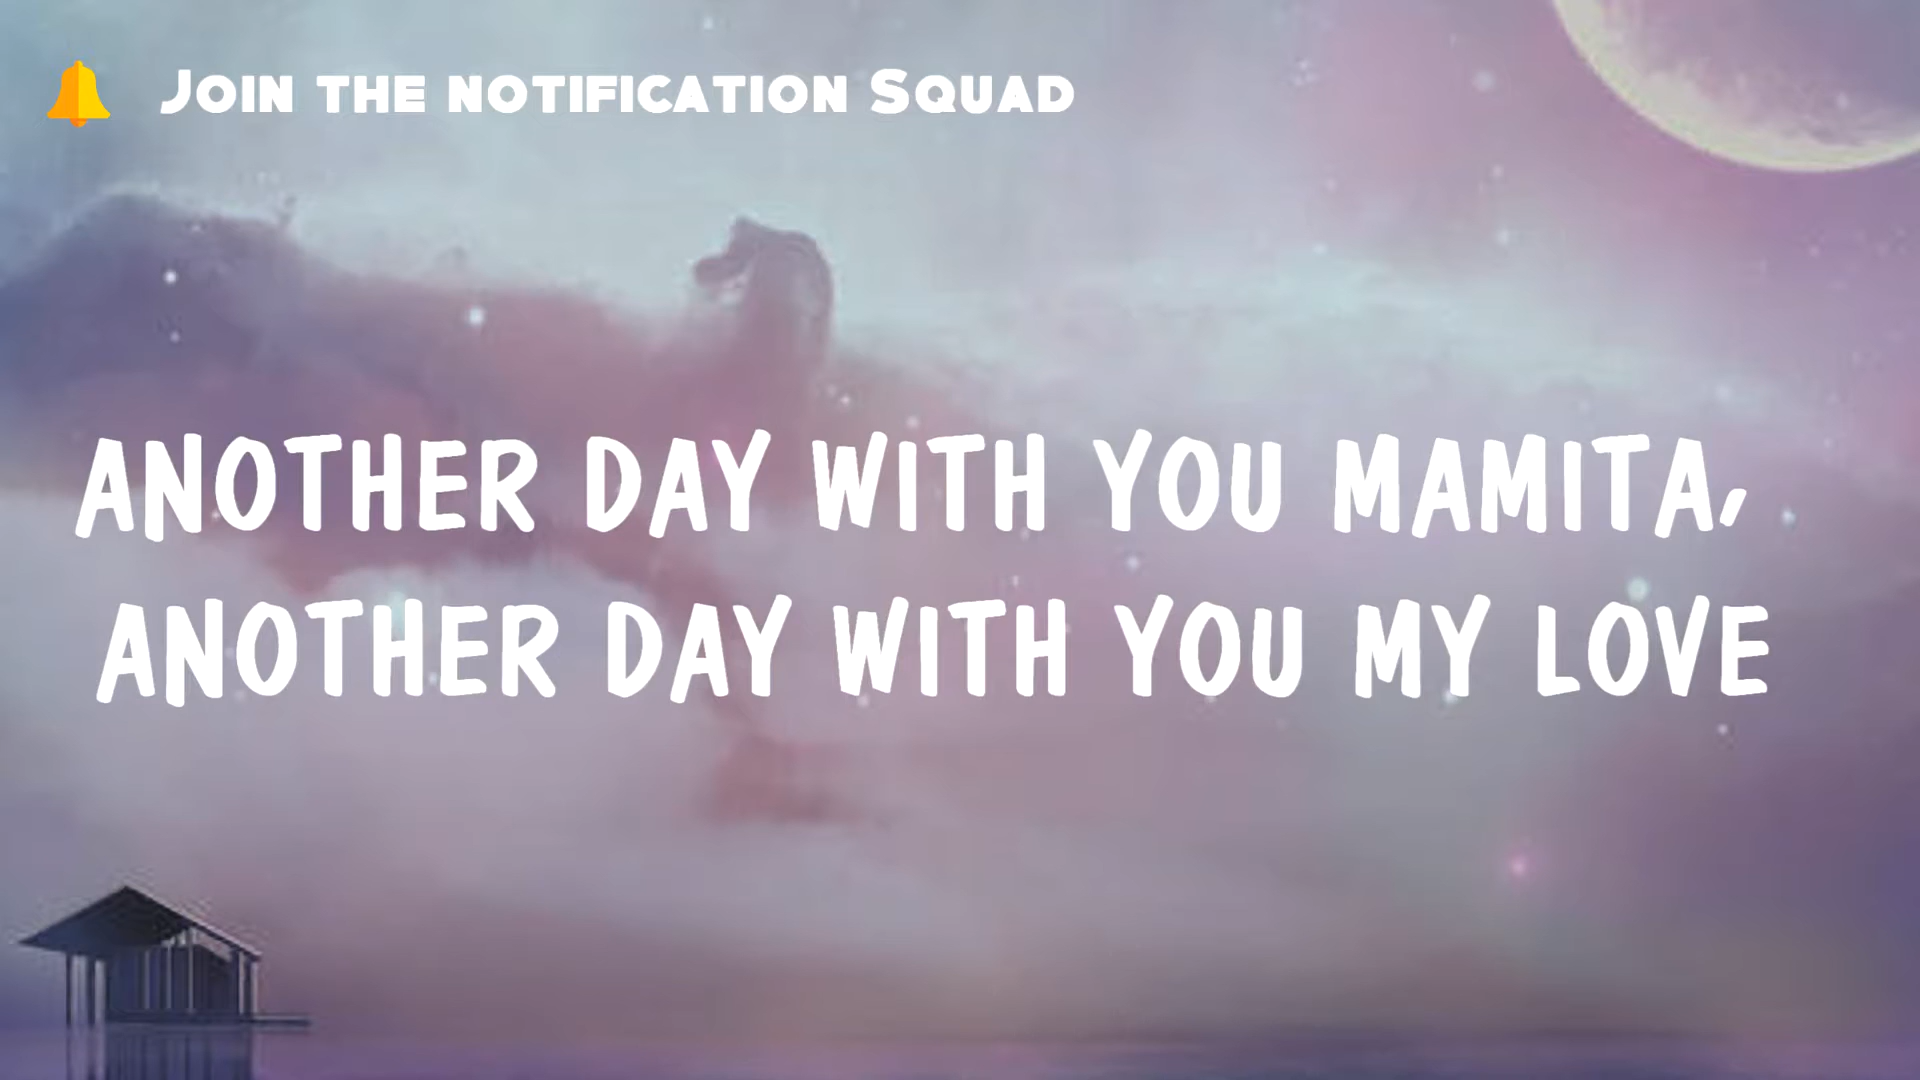 Join the notification Squad
ANOTHER DAY WITH YOU MAMITA,
ANOTHER DAY WITH YOU MY LOVE